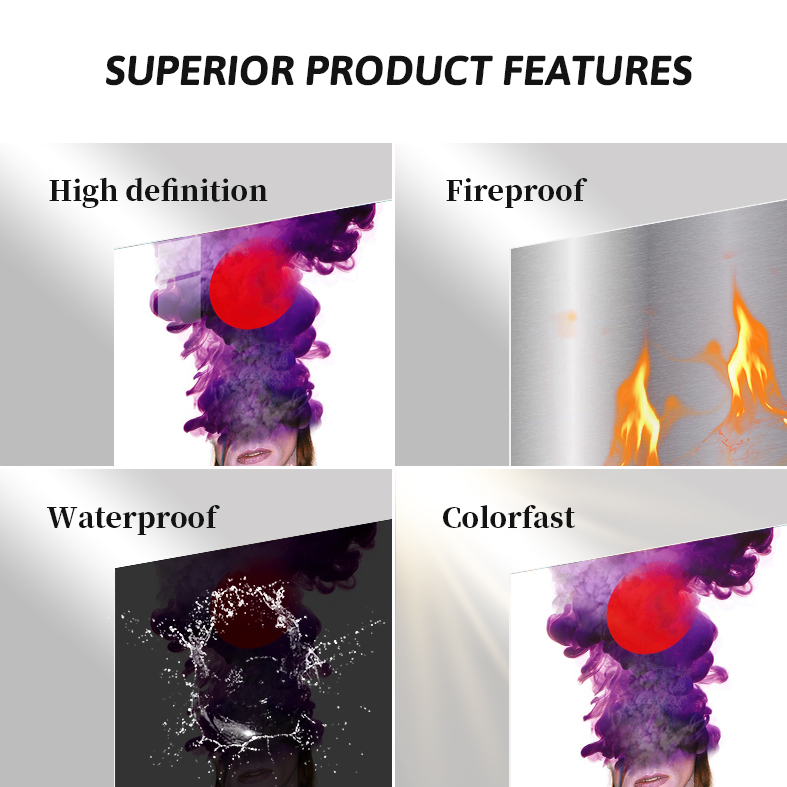 SUPERIOR PRODUCT FEATURES
High definition
Fireproof
Waterproof
Colorfast